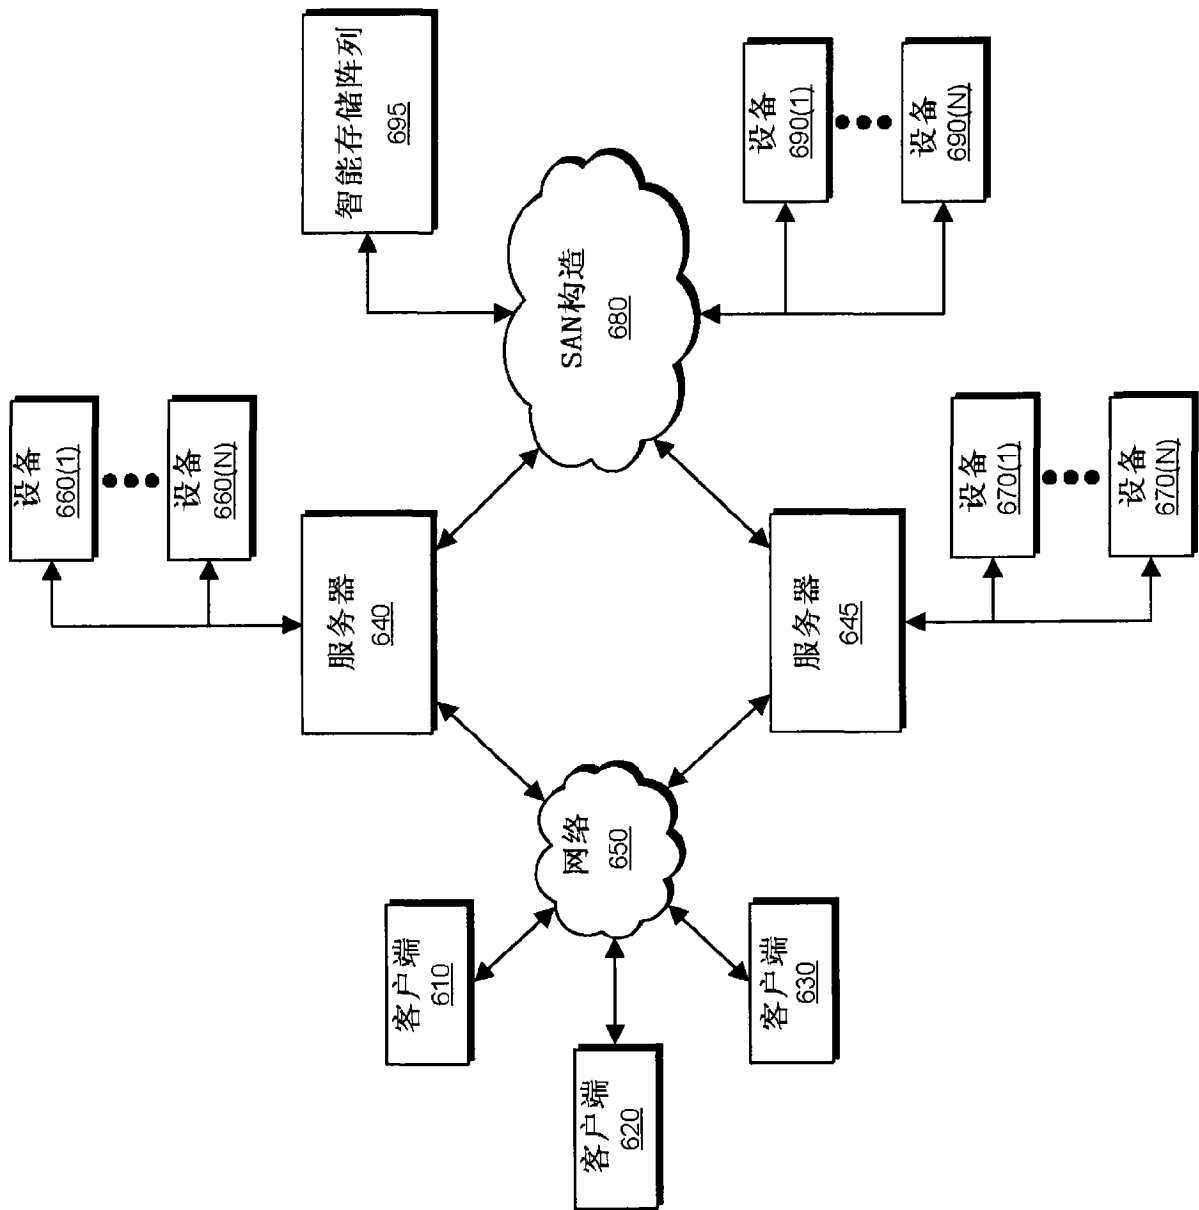 设备
660(1)
设备
660(N)
智能存储阵列
695
服务器
640
客户端
610
网络
650
SAN构造
680
客户端
620
设备
690(1)
设备
690(N)
服务器
645
客户端
630
设备
670(1)
设备
670(N)